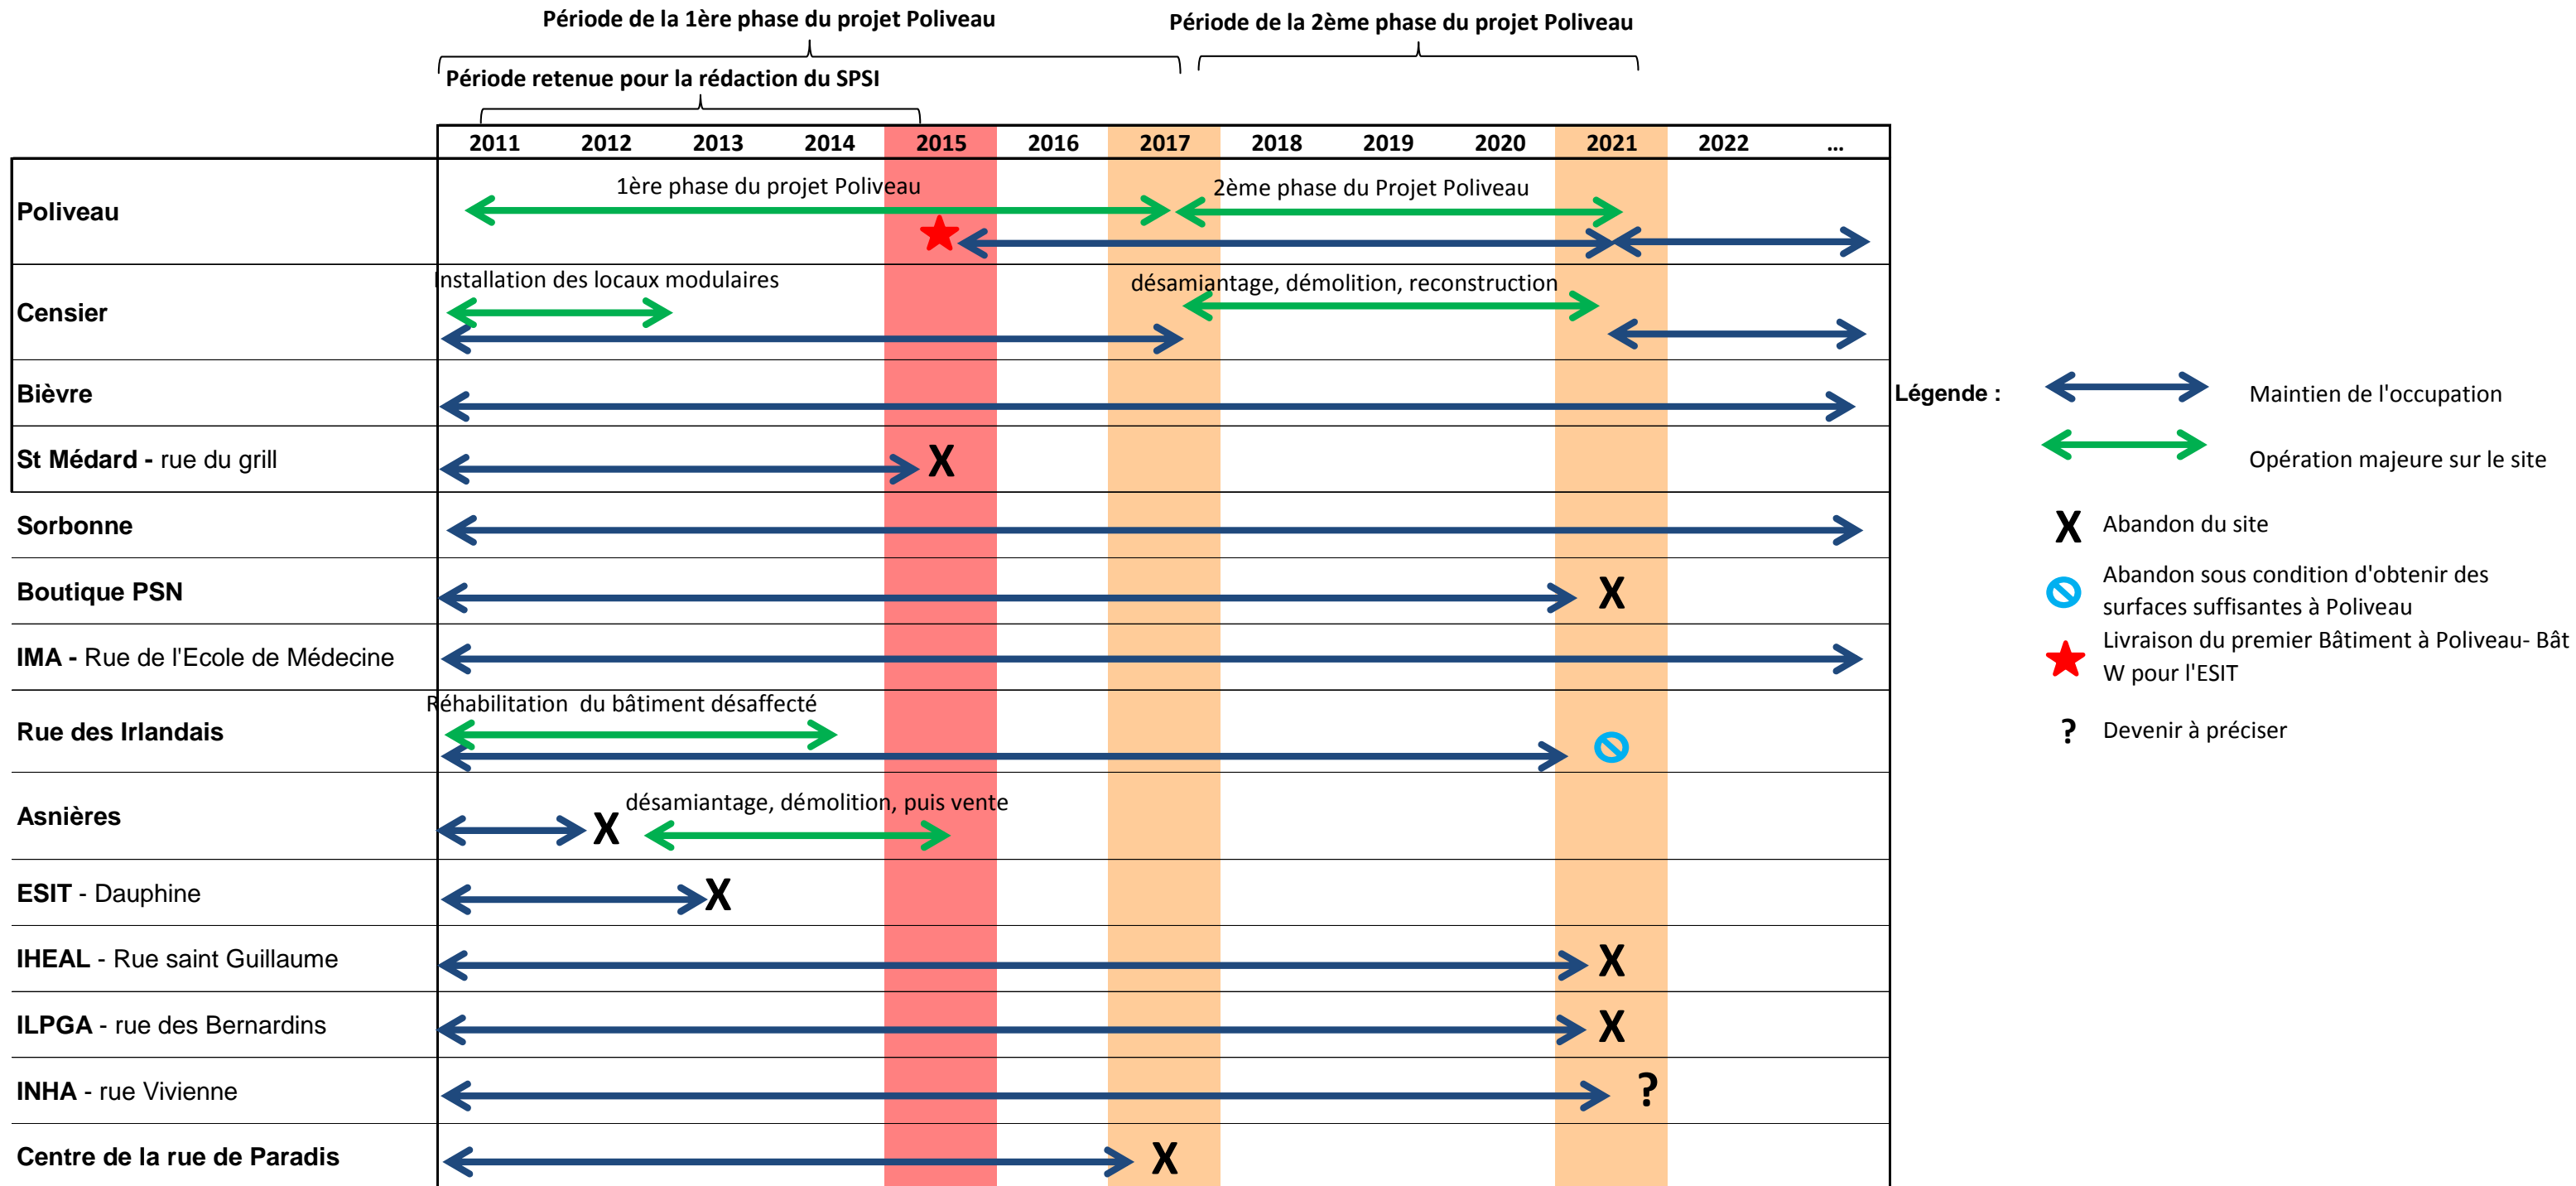 Période de la 1ère phase du projet Poliveau
Période de la 2ème phase du projet Poliveau
Période retenue pour la rédaction du SPSI
2011 2012 2013 2014 2015 2016 2017 2018 2019 2020 2021 2022 ...
Poliveau
1ère phase du projet Poliveau
2ème phase du Projet Poliveau
Installation des locaux modulaires
désamiantage, démolition, reconstruction
Censier
Bièvre
Légende :
Maintien de l'occupation
St Médard - rue du grill
X
Opération majeure sur le site
Sorbonne
X Abandon du site
Boutique PSN
X
Abandon sous condition d'obtenir des
surfaces suffisantes à Poliveau
IMA - Rue de l'Ecole de Médecine
Livraison du premier Bâtiment à Poliveau- Bât
W pour l'ESIT
Réhabilitation du bâtiment désaffecté
Rue des Irlandais
? Devenir à préciser
Asnières
X
désamiantage, démolition, puis vente
ESIT - Dauphine
X
IHEAL - Rue saint Guillaume
X
ILPGA - rue des Bernardins
X
INHA - rue Vivienne
?
Centre de la rue de Paradis
X